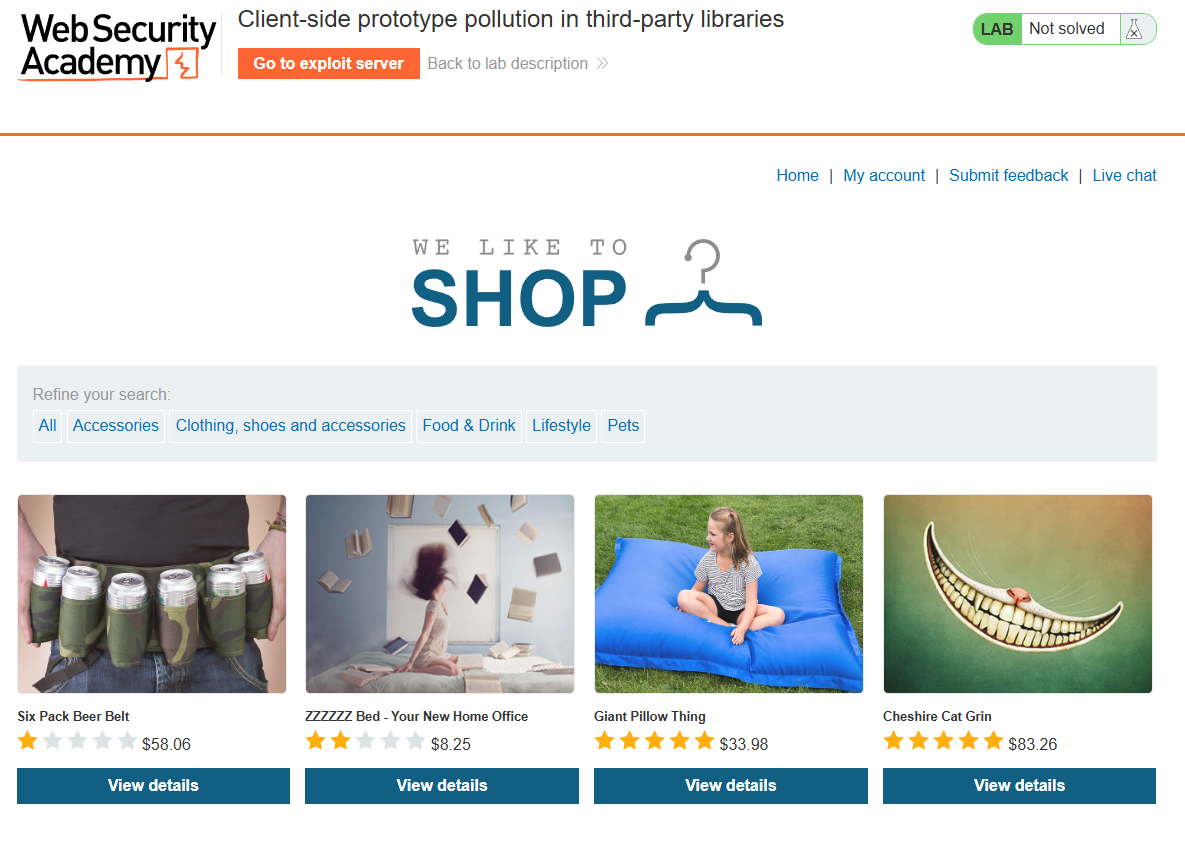 Web Security
Academy
Client-side prototype pollution in third-party libraries
Go to exploit server
Back to lab description
LAB Not solved
Home | My account | Submit feedback | Live chat
WE LIKE TO
SHOP
Refine your search:
All Accessories Clothing, shoes and accessories Food & Drink Lifestyle Pets
Six Pack Beer Belt
$58.06
View details
ZZZZZZ Bed - Your New Home Office
$8.25
View details
Giant Pillow Thing
$33.98
View details
Cheshire Cat Grin
$83.26
View details